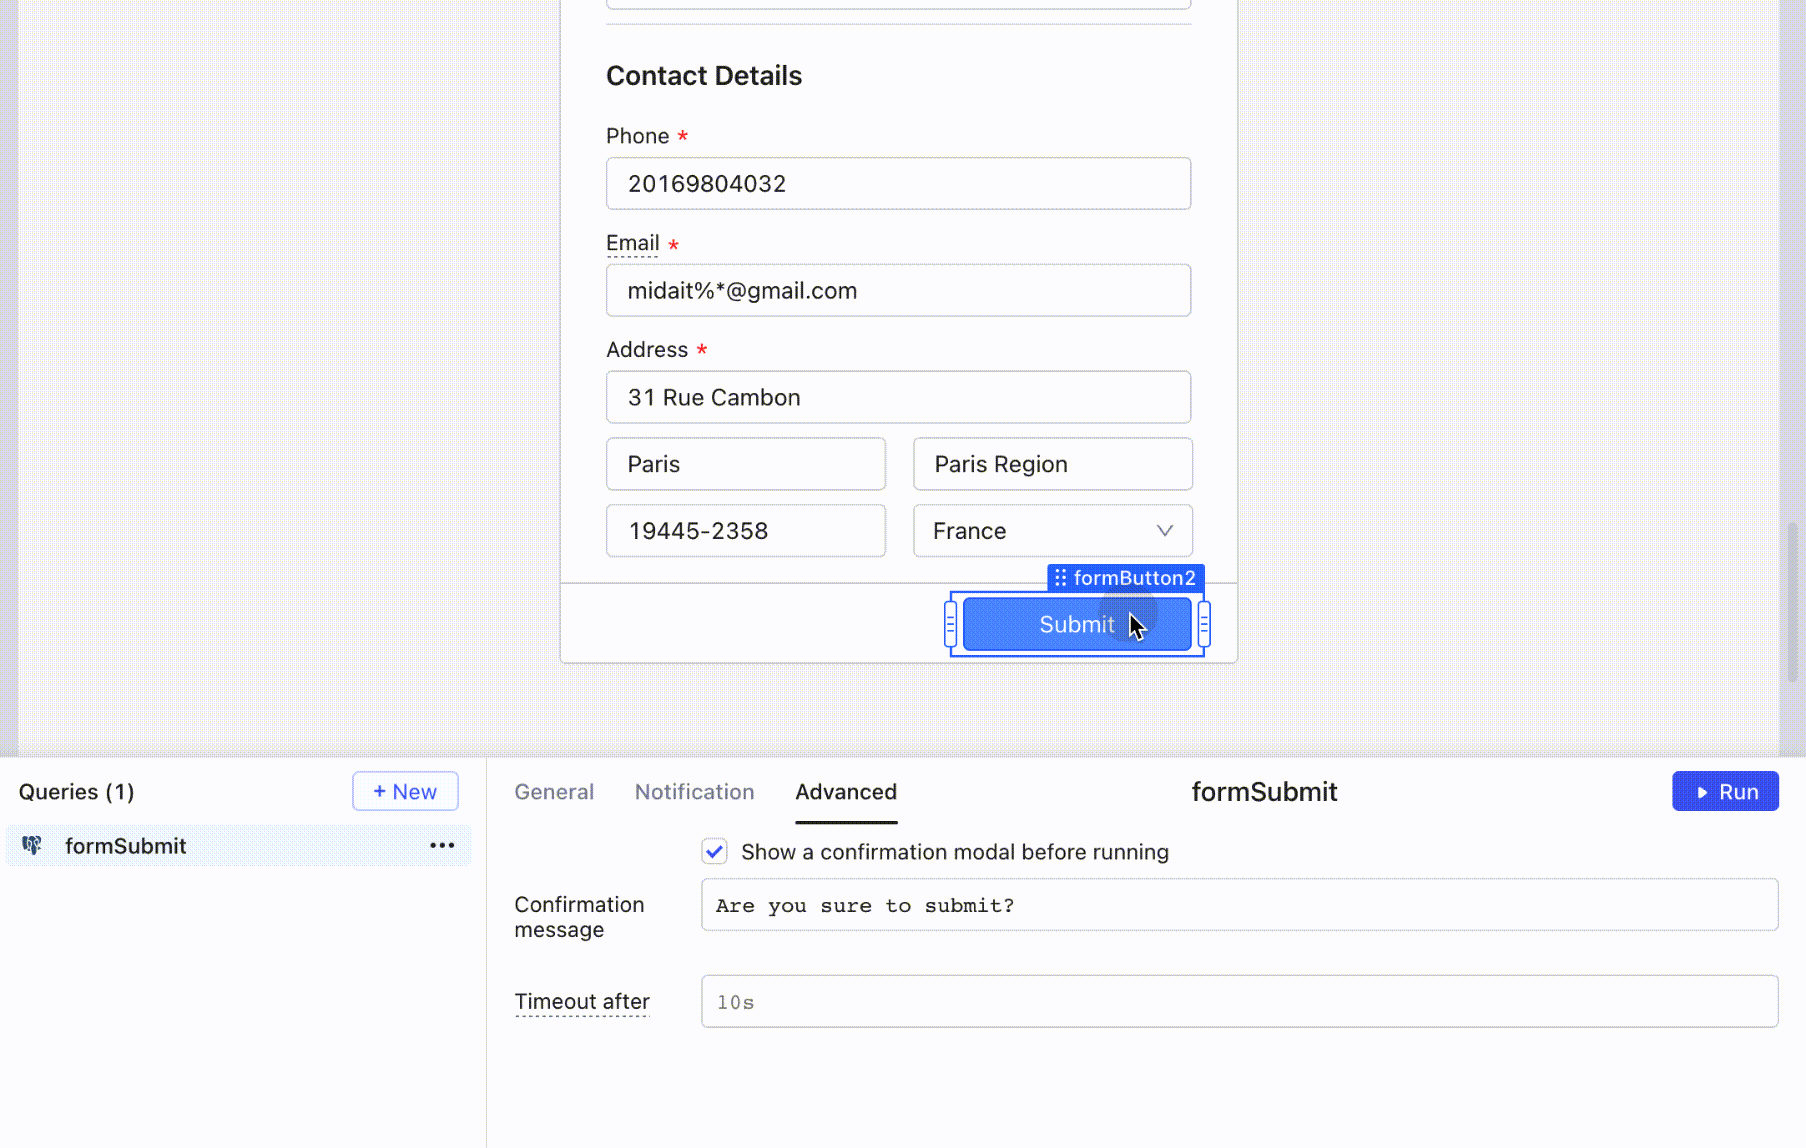 Contact Details
Phone *
20169804032
Email *
midait%*@gmail.com
Address *
31 Rue Cambon
Paris
Paris Region
19445-2358
France
formButton2
Submit
Queries (1)
+ New
General
Notification
Advanced
formSubmit
Run
formSubmit
Show a confirmation modal before running
Confirmation
message
Are you sure to submit?
Timeout after
10s